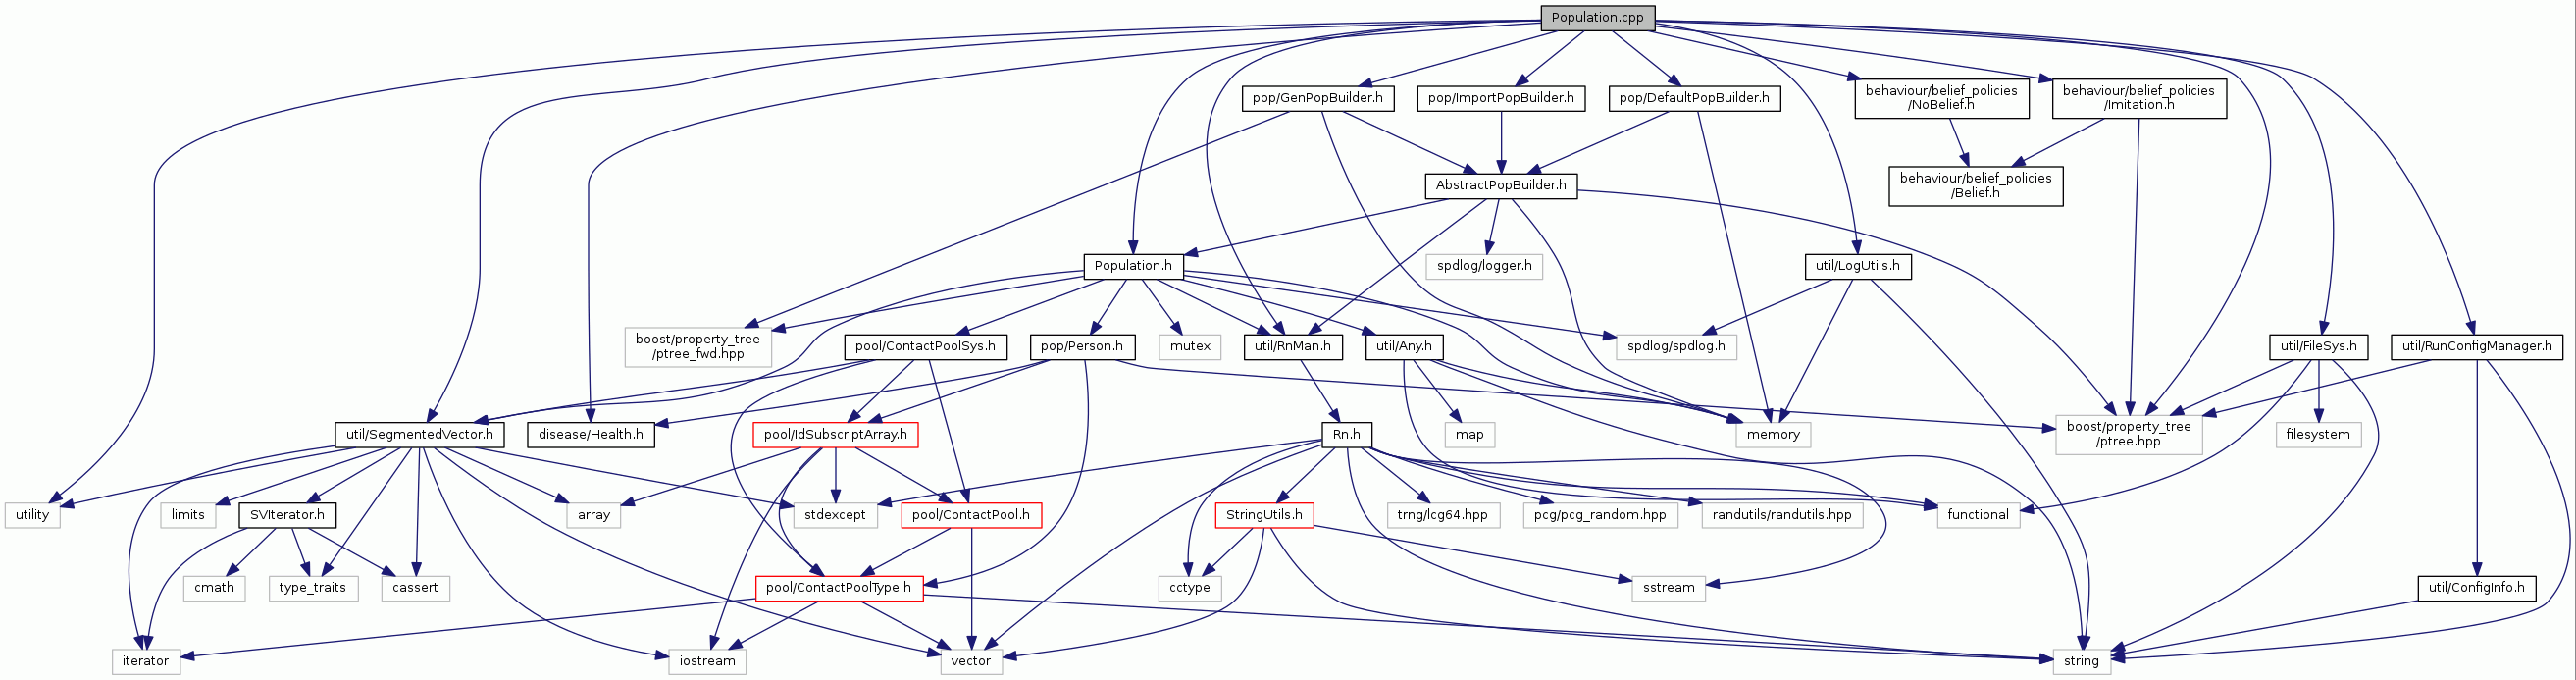 Population.cpp
pop/GenPopBuilder.h
pop/ImportPopBuilder.h
pop/DefaultPopBuilder.h
behaviour/belief_policies
/NoBelief.h
behaviour/belief_policies
/Imitation.h
AbstractPopBuilder.h
behaviour/belief_policies
/Belief.h
Population.h
spdlog/logger.h
util/LogUtils.h
boost/property_tree
/ptree_fwd.hpp
pool/ContactPoolSys.h
pop/Person.h
mutex
util/RnMan.h
util/Any.h
spdlog/spdlog.h
util/FileSys.h
util/RunConfigManager.h
util/SegmentedVector.h
disease/Health.h
pool/IdSubscriptArray.h
Rn.h
map
memory
boost/property_tree
/ptree.hpp
filesystem
utility
limits
SVIterator.h
array
stdexcept
pool/ContactPool.h
StringUtils.h
trng/lcg64.hpp
pcg/pcg_random.hpp
randutils/randutils.hpp
functional
cmath
type_traits
cassert
pool/ContactPoolType.h
cctype
sstream
util/ConfigInfo.h
iterator
iostream
vector
string